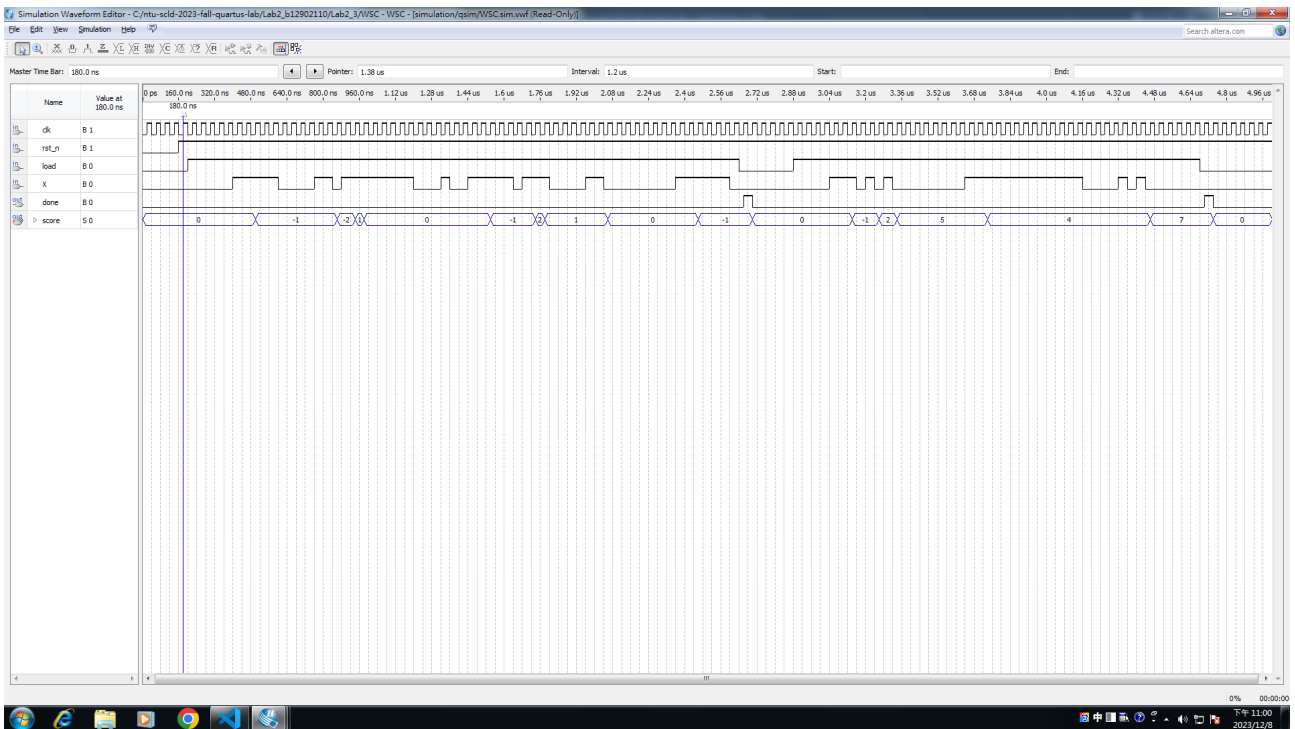 Simulation Waveform Editor - C:/ntu-scld-2023-fall-quartus-lab/Lab2_b12902110/Lab2_3/WSC - WSC - [simulation/qsim/WSC.sim.vwf (Read-Only)]
File Edit View Simulation Help
Search altera.com
Master Time Bar: 180.0 ns Pointer: 1.38 us Interval: 1.2 us Start: End:
Name Value at 180.0 ns
0 ps 160.0 ns 320.0 ns 480.0 ns 640.0 ns 800.0 ns 960.0 ns 1.12 us 1.28 us 1.44 us 1.6 us 1.76 us 1.92 us 2.08 us 2.24 us 2.4 us 2.56 us 2.72 us 2.88 us 3.04 us 3.2 us 3.36 us 3.52 us 3.68 us 3.84 us 4.0 us 4.16 us 4.32 us 4.48 us 4.64 us 4.8 us 4.96 us
180.0 ns
clk B 1
rst_n B 1
load B 0
X B 0
done B 0
score S 0 0 -1 -2 1 0 -1 2 1 0 -1 0 -1 2 5 4 7 0
0% 00:00:00
中
下午 11:00
2023/12/8